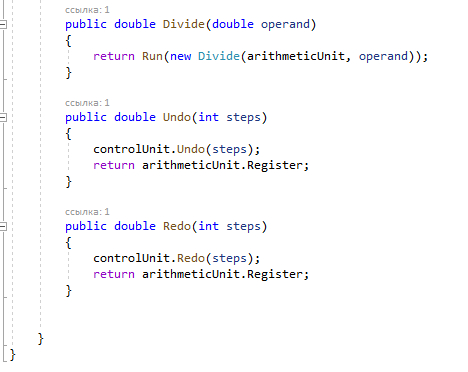 ссылка: 1
public double Divide(double operand)
{
return Run(new Divide(arithmeticUnit, operand));
}
ссылка: 1
public double Undo(int steps)
{
controlUnit.Undo(steps);
return arithmeticUnit.Register;
}
ссылка: 1
public double Redo(int steps)
{
controlUnit.Redo(steps);
return arithmeticUnit.Register;
}
}
}